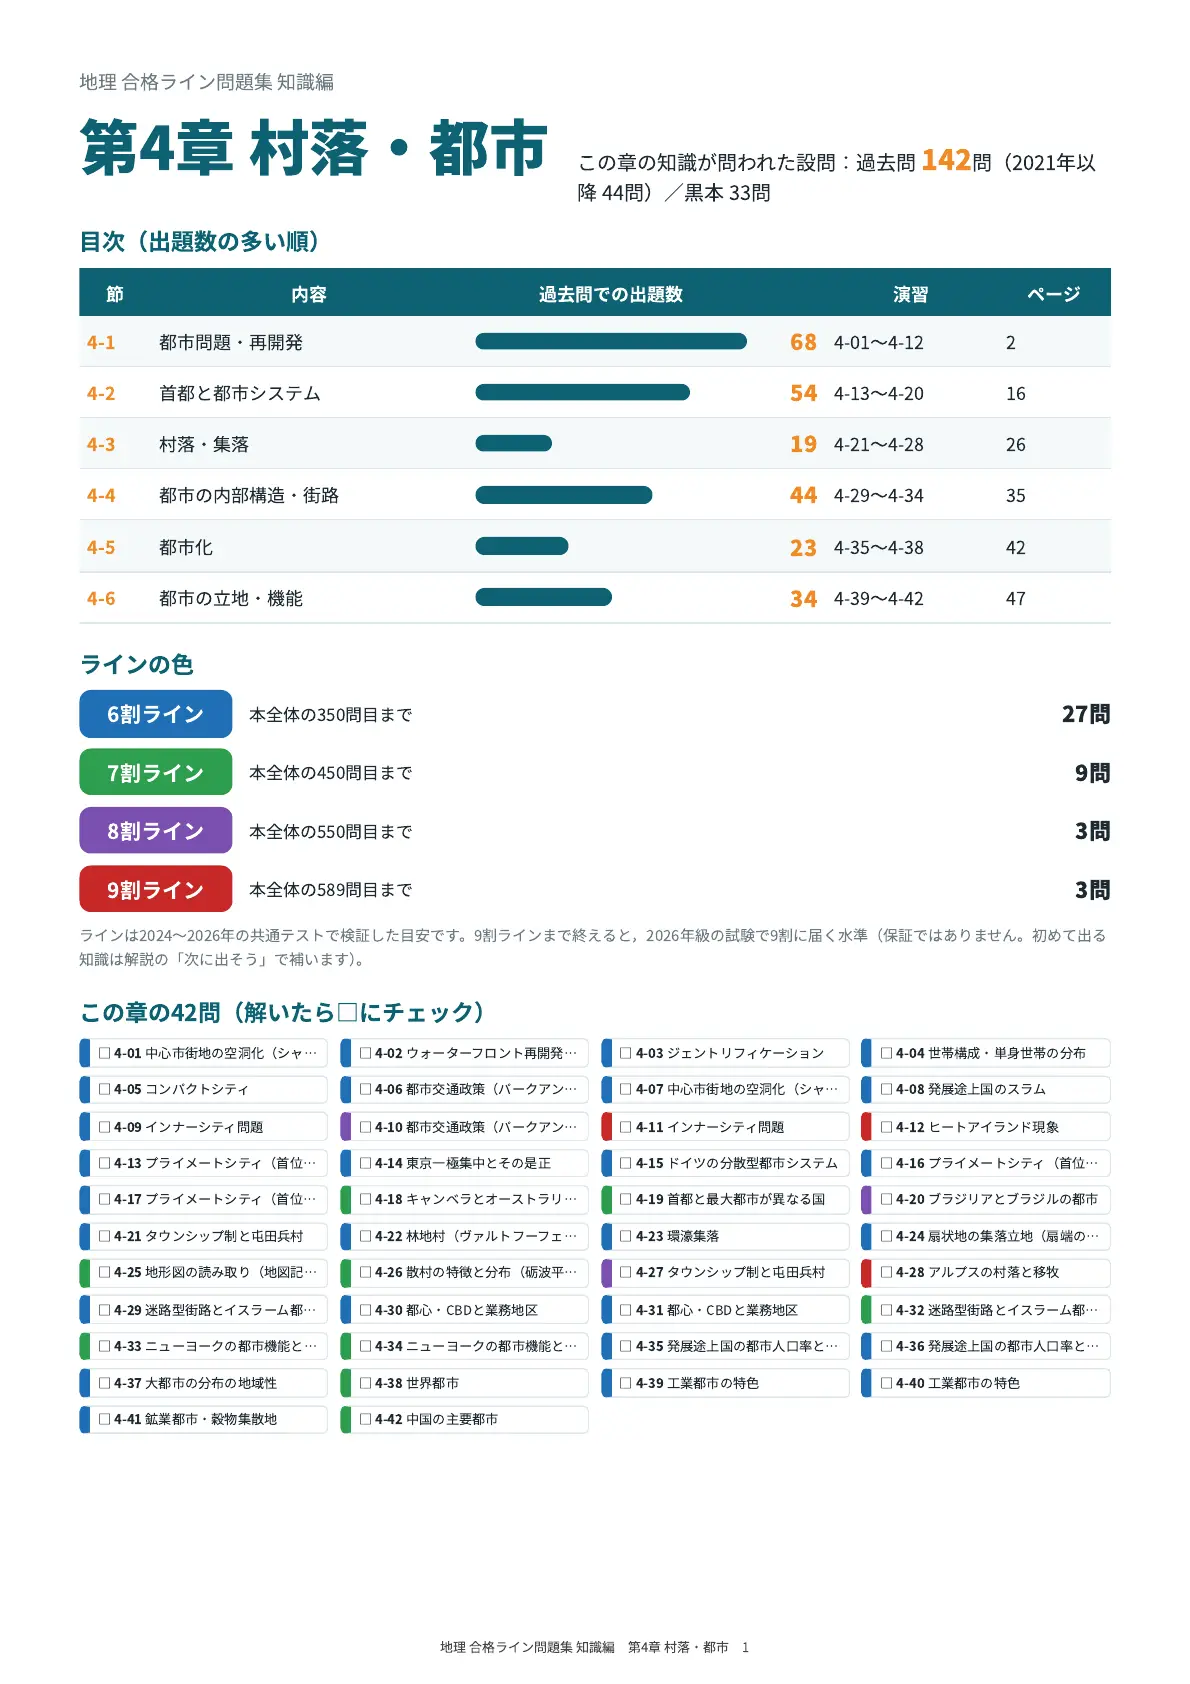 地理 合格ライン問題集 知識編
第4章 村落・都市
この章の知識が問われた設問：過去問 142問（2021年以
降 44問）／黒本 33問
目次（出題数の多い順）
節 内容 過去問での出題数 演習 ページ
4-1 都市問題・再開発 68 4-01〜4-12 2
4-2 首都と都市システム 54 4-13〜4-20 16
4-3 村落・集落 19 4-21〜4-28 26
4-4 都市の内部構造・街路 44 4-29〜4-34 35
4-5 都市化 23 4-35〜4-38 42
4-6 都市の立地・機能 34 4-39〜4-42 47
ラインの色
6割ライン 本全体の350問目まで 27問
7割ライン 本全体の450問目まで 9問
8割ライン 本全体の550問目まで 3問
9割ライン 本全体の589問目まで 3問
ラインは2024〜2026年の共通テストで検証した目安です。9割ラインまで終えると，2026年級の試験で9割に届く水準（保証ではありません。初めて出る
知識は解説の「次に出そう」で補います）。
この章の42問（解いたら□にチェック）
□ 4-01 中心市街地の空洞化（シャ… □ 4-02 ウォーターフロント再開発… □ 4-03 ジェントリフィケーション □ 4-04 世帯構成・単身世帯の分布
□ 4-05 コンパクトシティ □ 4-06 都市交通政策（パークアン… □ 4-07 中心市街地の空洞化（シャ… □ 4-08 発展途上国のスラム
□ 4-09 インナーシティ問題 □ 4-10 都市交通政策（パークアン… □ 4-11 インナーシティ問題 □ 4-12 ヒートアイランド現象
□ 4-13 プライメートシティ（首位… □ 4-14 東京一極集中とその是正 □ 4-15 ドイツの分散型都市システム □ 4-16 プライメートシティ（首位…
□ 4-17 プライメートシティ（首位… □ 4-18 キャンベラとオーストラリ… □ 4-19 首都と最大都市が異なる国 □ 4-20 ブラジリアとブラジルの都市
□ 4-21 タウンシップ制と屯田兵村 □ 4-22 林地村（ヴァルトフーフェ… □ 4-23 環濠集落 □ 4-24 扇状地の集落立地（扇端の…
□ 4-25 地形図の読み取り（地図記… □ 4-26 散村の特徴と分布（砺波平… □ 4-27 タウンシップ制と屯田兵村 □ 4-28 アルプスの村落と移牧
□ 4-29 迷路型街路とイスラーム都… □ 4-30 都心・CBDと業務地区 □ 4-31 都心・CBDと業務地区 □ 4-32 迷路型街路とイスラーム都…
□ 4-33 ニューヨークの都市機能と… □ 4-34 ニューヨークの都市機能と… □ 4-35 発展途上国の都市人口率と… □ 4-36 発展途上国の都市人口率と…
□ 4-37 大都市の分布の地域性 □ 4-38 世界都市 □ 4-39 工業都市の特色 □ 4-40 工業都市の特色
□ 4-41 鉱業都市・穀物集散地 □ 4-42 中国の主要都市
地理 合格ライン問題集 知識編 第4章 村落・都市 1